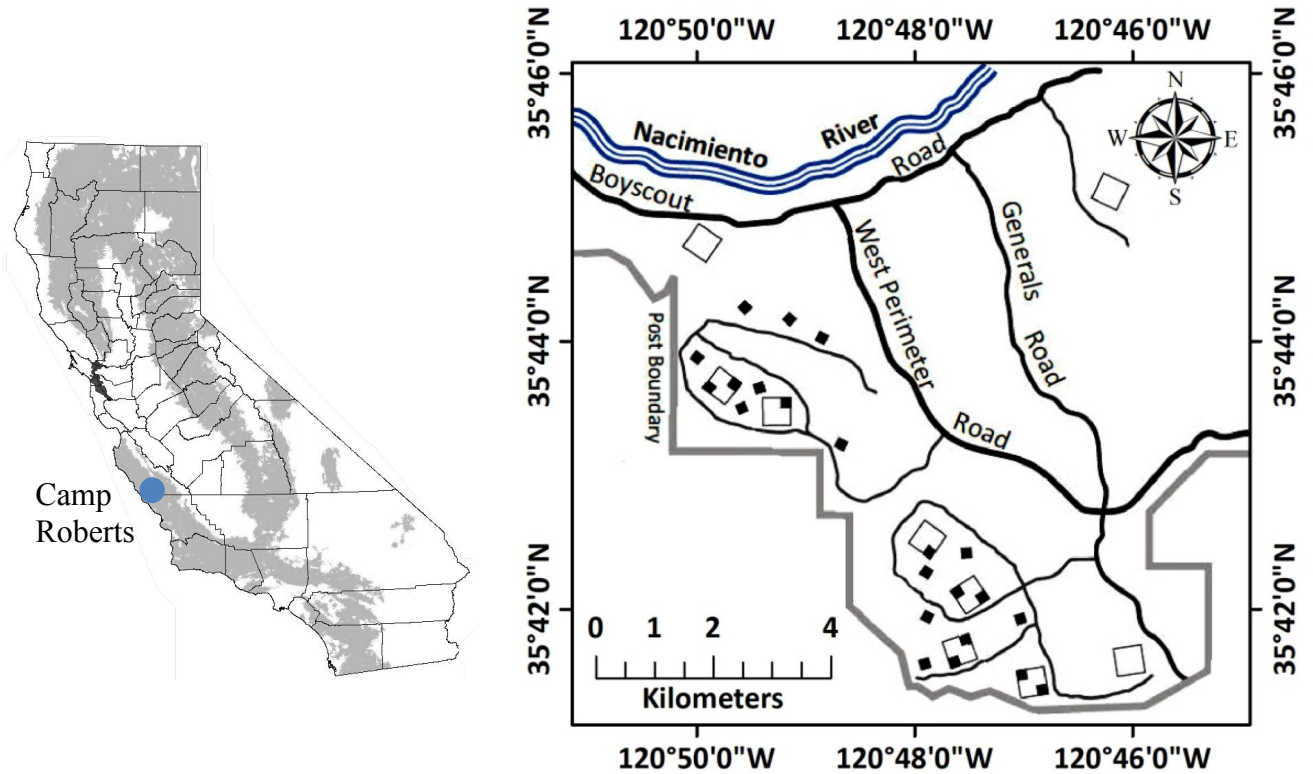 Camp
Roberts
120°50'0"W 120°48'0"W 120°46'0"W
35°46'0"N
35°44'0"N
35°42'0"N
Nacimiento River
Boyscout Road
N
W E
S
West Perimeter Road
Generals Road
Post Boundary
0 1 2 4
Kilometers
35°46'0"N
35°44'0"N
35°42'0"N
120°50'0"W 120°48'0"W 120°46'0"W